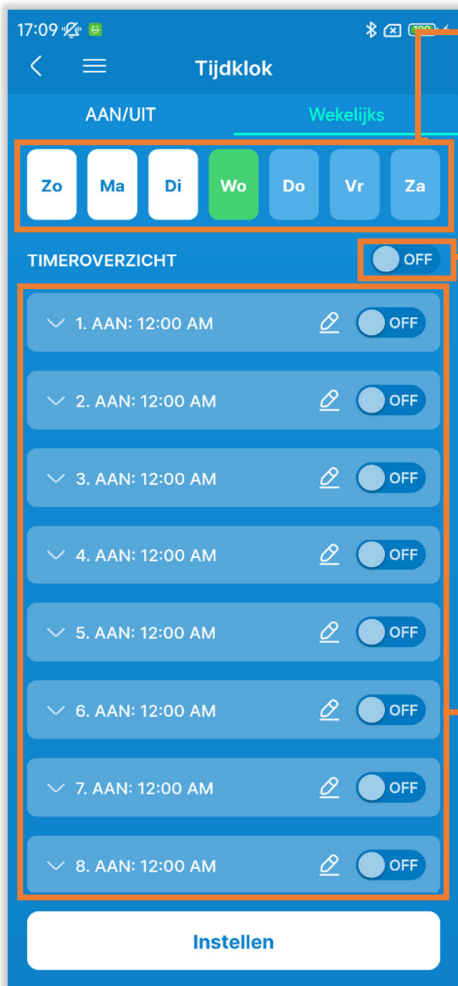 17:09
Tijdklok
AAN/UIT Wekelijks
Zo Ma Di Wo Do Vr Za
TIMEROVERZICHT OFF
1. AAN: 12:00 AM OFF
2. AAN: 12:00 AM OFF
3. AAN: 12:00 AM OFF
4. AAN: 12:00 AM OFF
5. AAN: 12:00 AM OFF
6. AAN: 12:00 AM OFF
7. AAN: 12:00 AM OFF
8. AAN: 12:00 AM OFF
Instellen